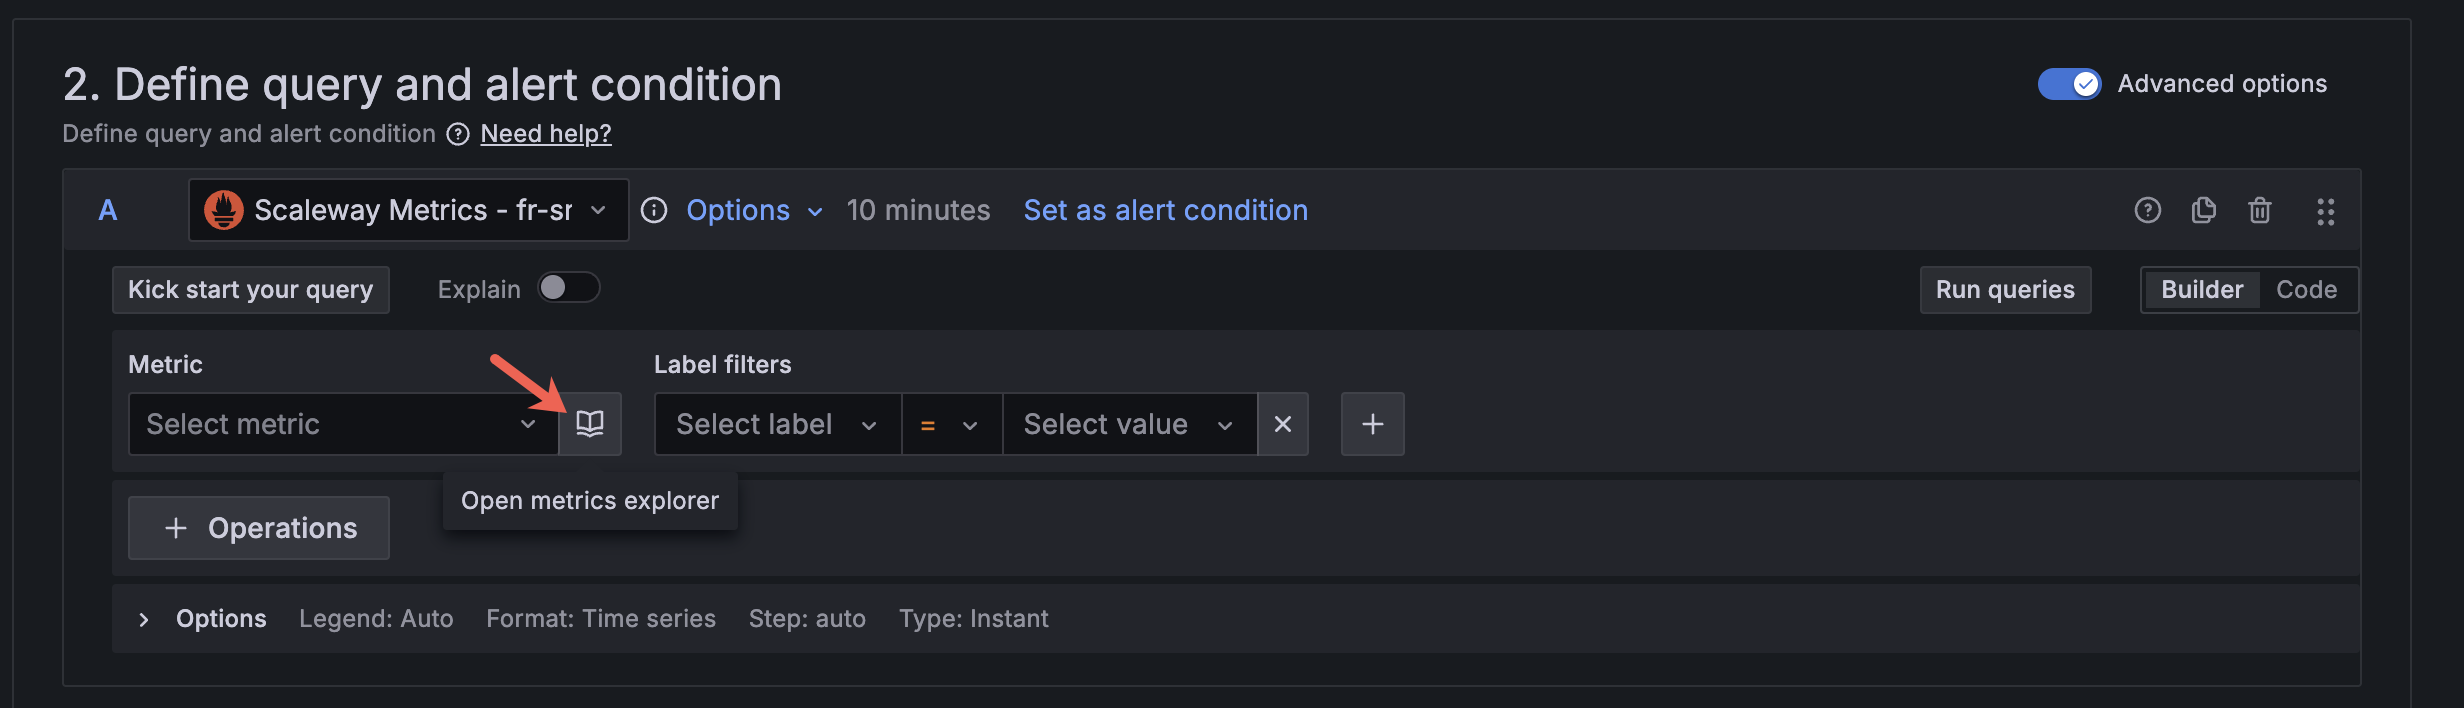 2. Define query and alert condition
Advanced options
Define query and alert condition Need help?
A Scaleway Metrics - fr-sr Options 10 minutes Set as alert condition
Kick start your query Explain Run queries Builder Code
Metric Label filters
Select metric Select label = Select value
Open metrics explorer
+ Operations
Options Legend: Auto Format: Time series Step: auto Type: Instant